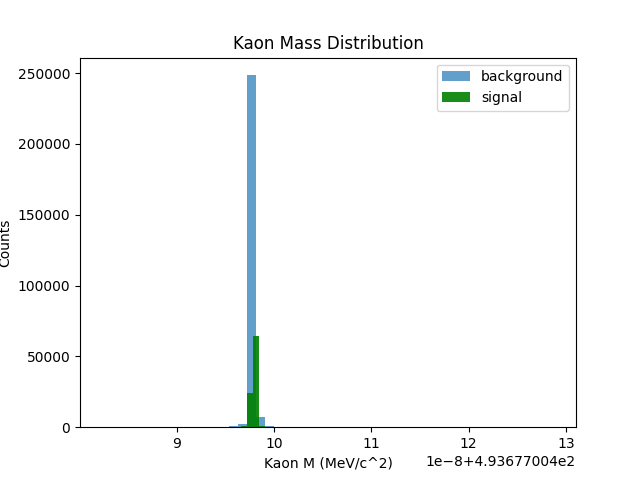 Kaon Mass Distribution
250000
200000
150000
100000
50000
0
Counts
background
signal
9 10 11 12 13
1e−8+4.93677004e2
Kaon M (MeV/c^2)